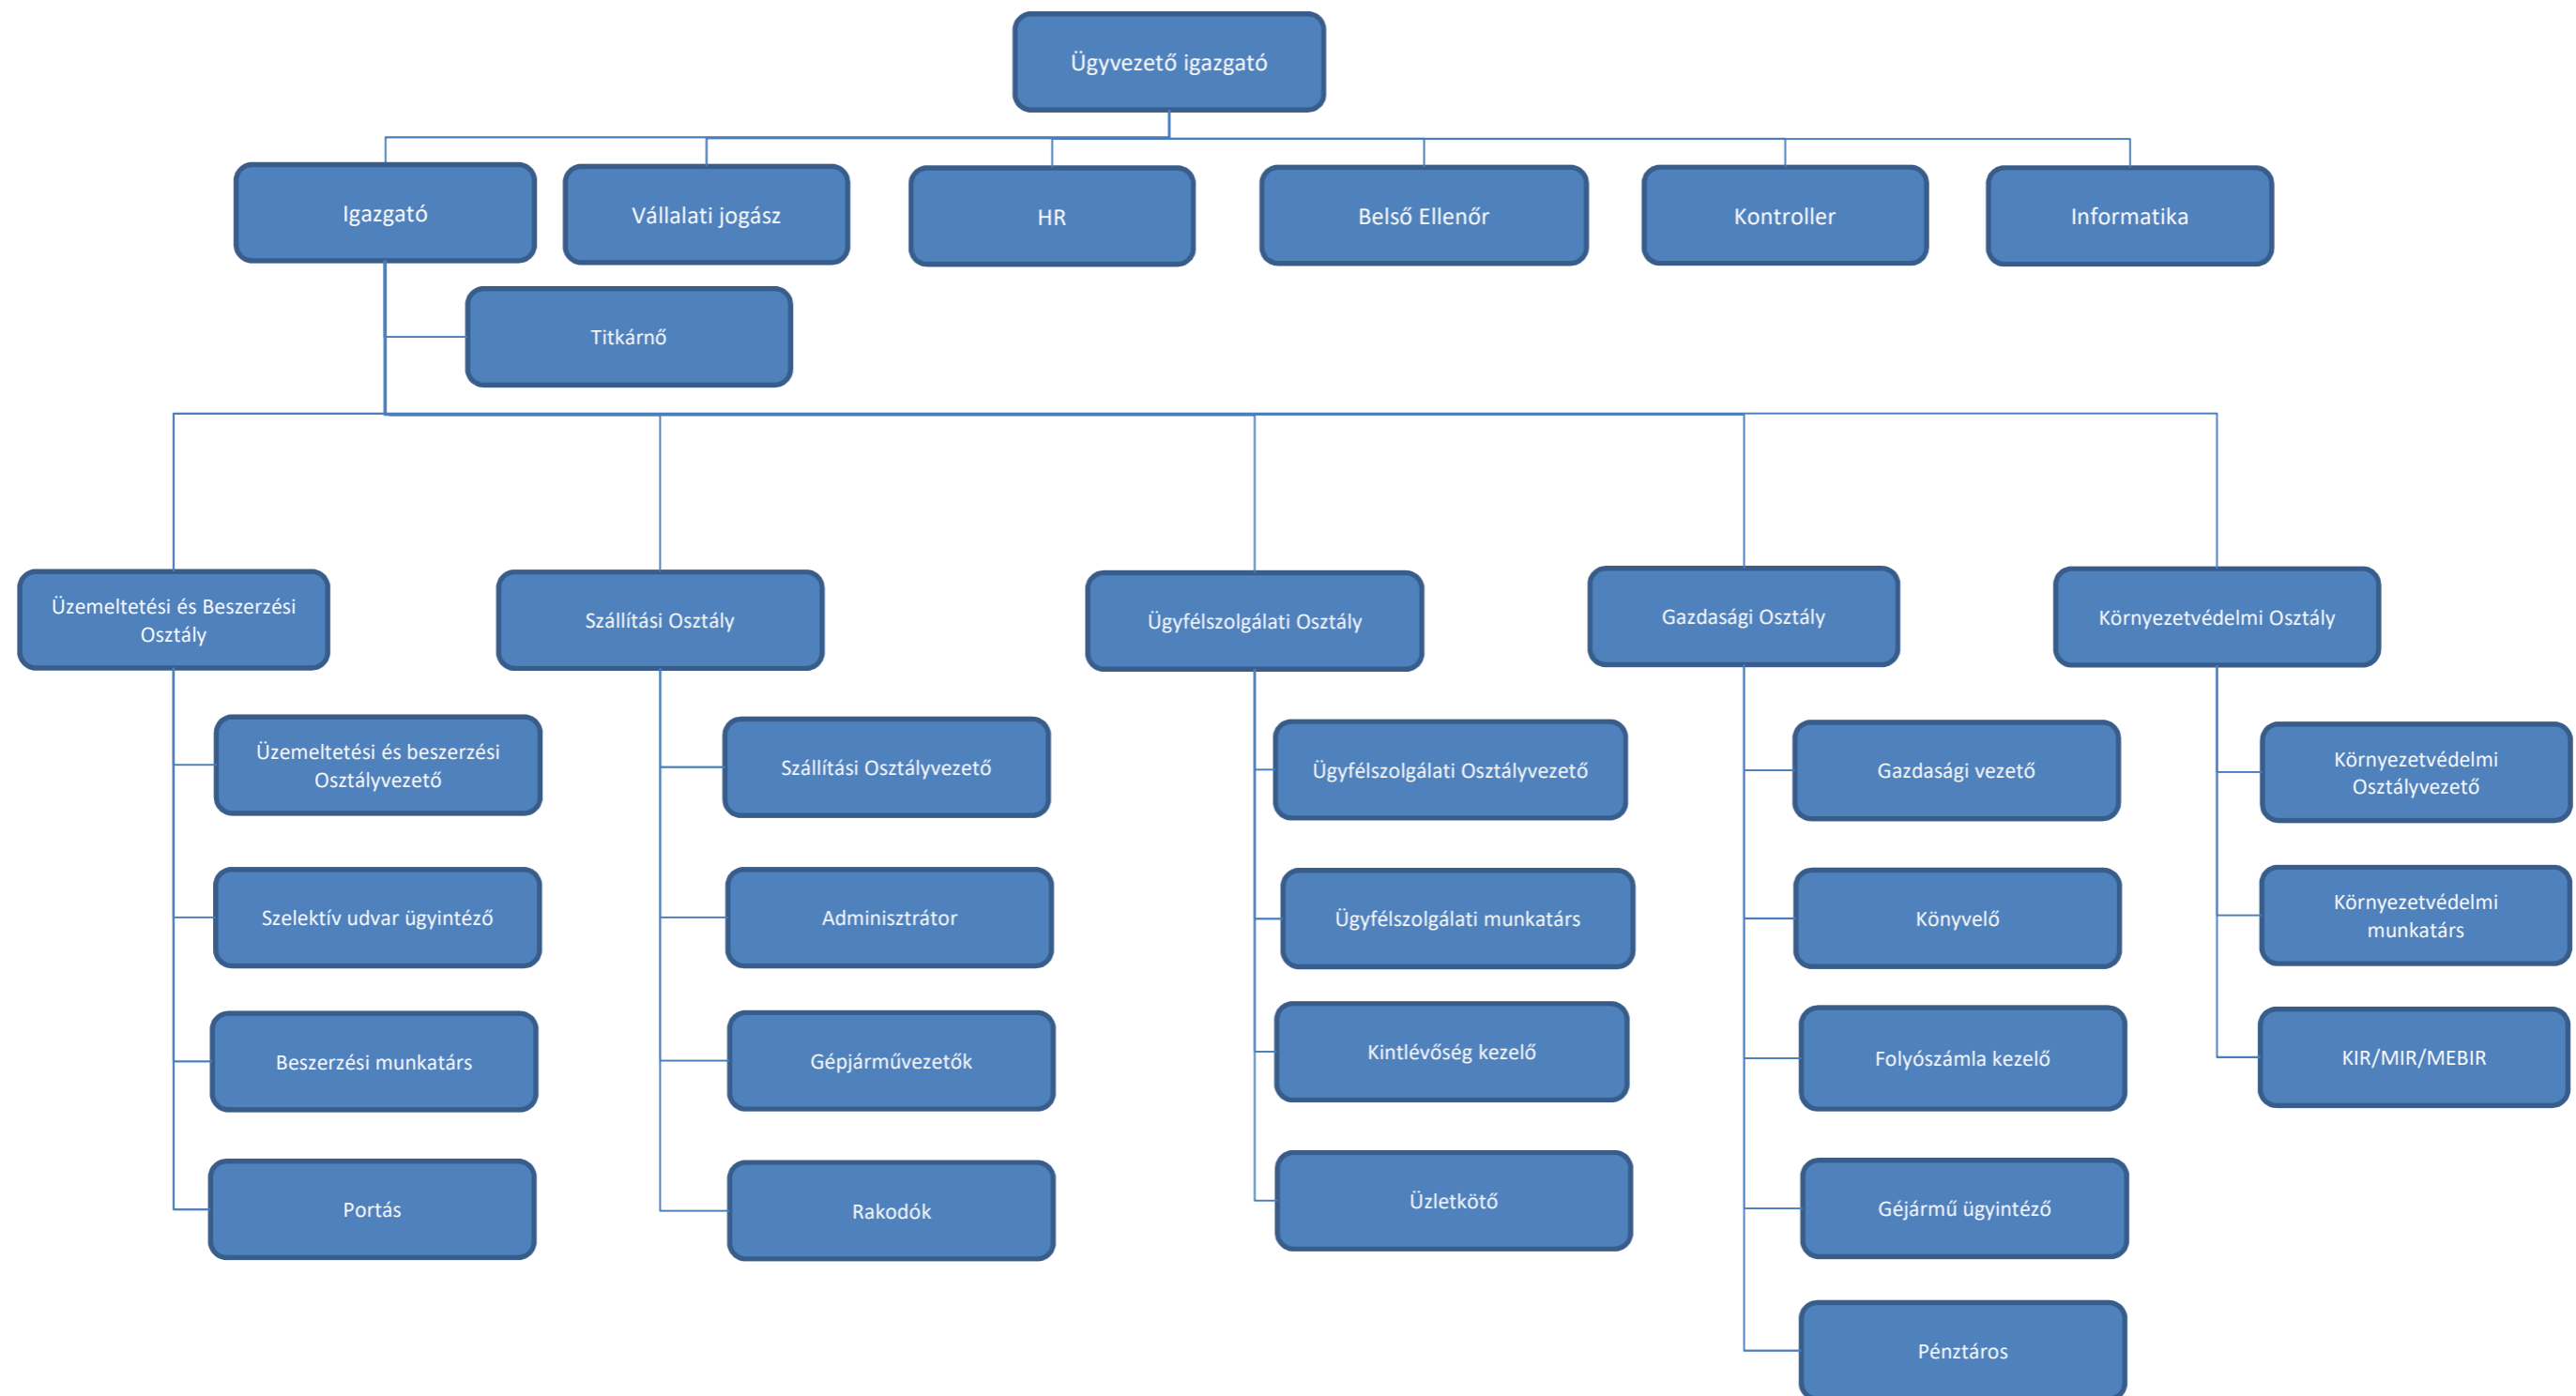 Ügyvezető igazgató
Igazgató
Vállalati jogász
HR
Belső Ellenőr
Kontroller
Informatika
Titkárnő
Üzemeltetési és Beszerzési
Osztály
Szállítási Osztály
Ügyfélszolgálati Osztály
Gazdasági Osztály
Környezetvédelmi Osztály
Üzemeltetési és beszerzési
Osztályvezető
Szállítási Osztályvezető
Ügyfélszolgálati Osztályvezető
Gazdasági vezető
Környezetvédelmi
Osztályvezető
Szelektív udvar ügyintéző
Adminisztrátor
Ügyfélszolgálati munkatárs
Könyvelő
Környezetvédelmi
munkatárs
Beszerzési munkatárs
Gépjárművezetők
Kintlévőség kezelő
Folyószámla kezelő
KIR/MIR/MEBIR
Portás
Rakodók
Üzletkötő
Géjármű ügyintéző
Pénztáros